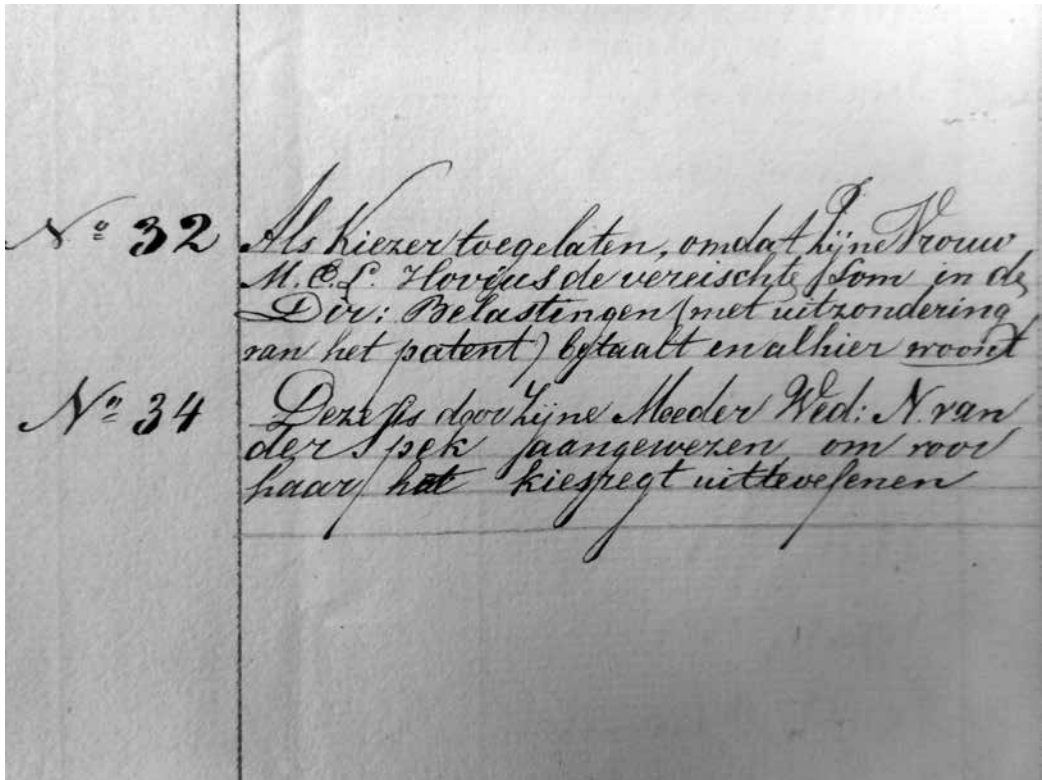 Nº 32 Als Kiezer toegelaten, omdat zijne Vrouw
M.C.L. Hovijus de vereischte Som in de
Dir: Belastingen (met uitzondering
van het patent) betaalt en alhier woont
Nº 34 Deze is door zijne Moeder Wed: N. van
der Spek aangewezen om voor
haar het kiesregt uitteoefenen